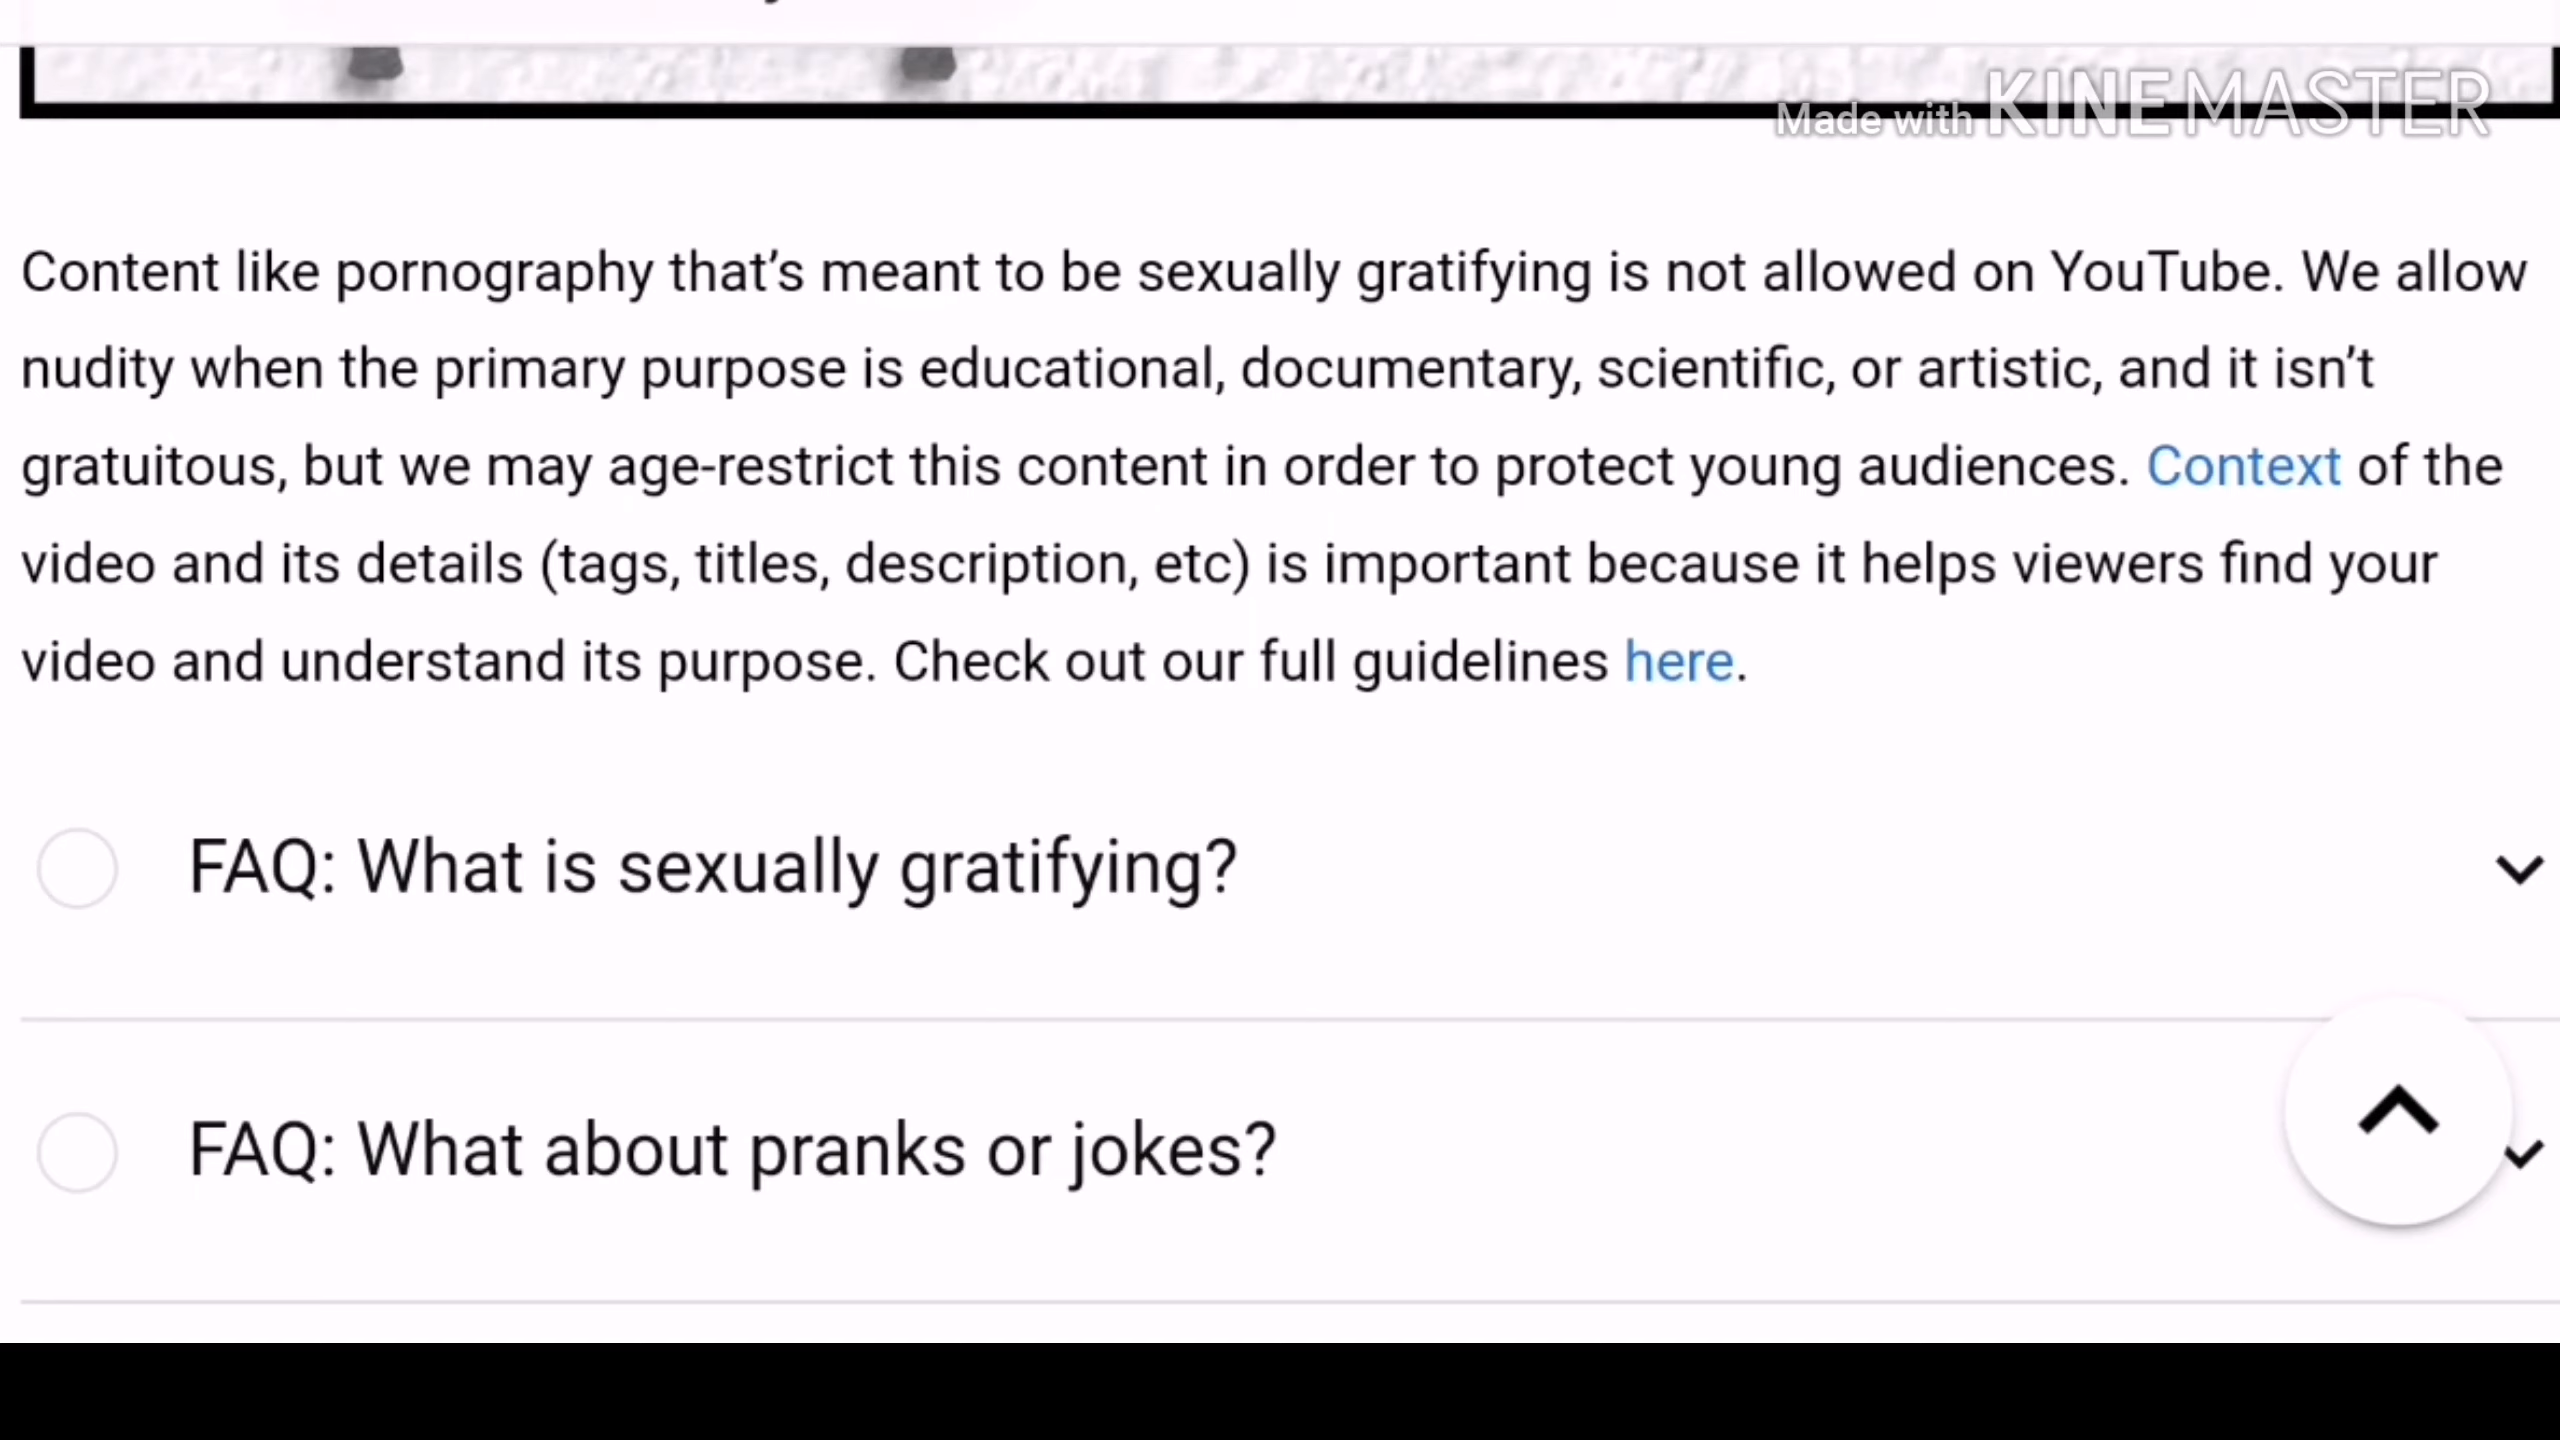 Made with KINEMASTER
Content like pornography that’s meant to be sexually gratifying is not allowed on YouTube. We allow
nudity when the primary purpose is educational, documentary, scientific, or artistic, and it isn’t
gratuitous, but we may age-restrict this content in order to protect young audiences. Context of the
video and its details (tags, titles, description, etc) is important because it helps viewers find your
video and understand its purpose. Check out our full guidelines here.
FAQ: What is sexually gratifying?
FAQ: What about pranks or jokes?